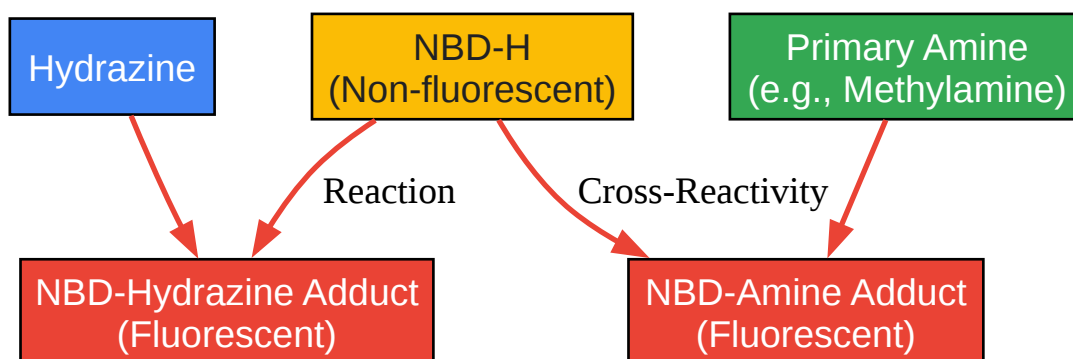 Hydrazine
NBD-H
(Non-fluorescent)
Primary Amine
(e.g., Methylamine)
Reaction
Cross-Reactivity
NBD-Hydrazine Adduct
(Fluorescent)
NBD-Amine Adduct
(Fluorescent)